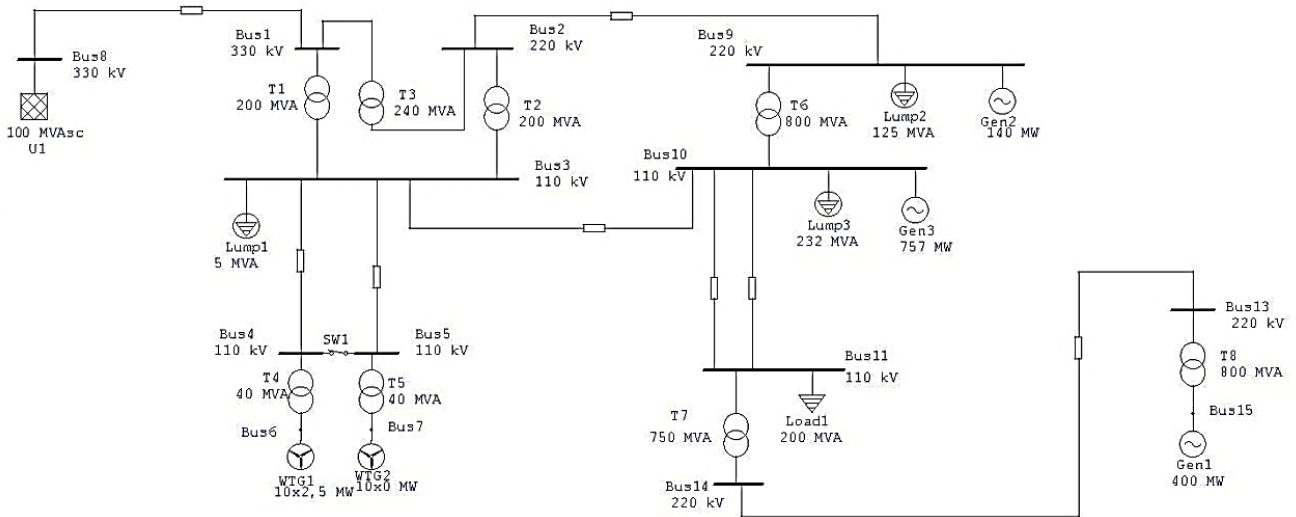 Bus8
330 kV
100 MVAsc
U1
Bus1
330 kV
T1
200 MVA
T3
240 MVA
Bus2
220 kV
T2
200 MVA
Bus9
220 kV
T6
800 MVA
Lump2
125 MVA
Gen2
140 MW
Bus3
110 kV
Bus10
110 kV
Lump1
5 MVA
Lump3
232 MVA
Gen3
757 MW
Bus4
110 kV
SW1
Bus5
110 kV
T4
40 MVA
T5
40 MVA
Bus6
Bus7
WTG1
10x2,5 MW
WTG2
10x0 MW
Bus11
110 kV
T7
750 MVA
Load1
200 MVA
Bus14
220 kV
Bus13
220 kV
T8
800 MVA
Bus15
Gen1
400 MW